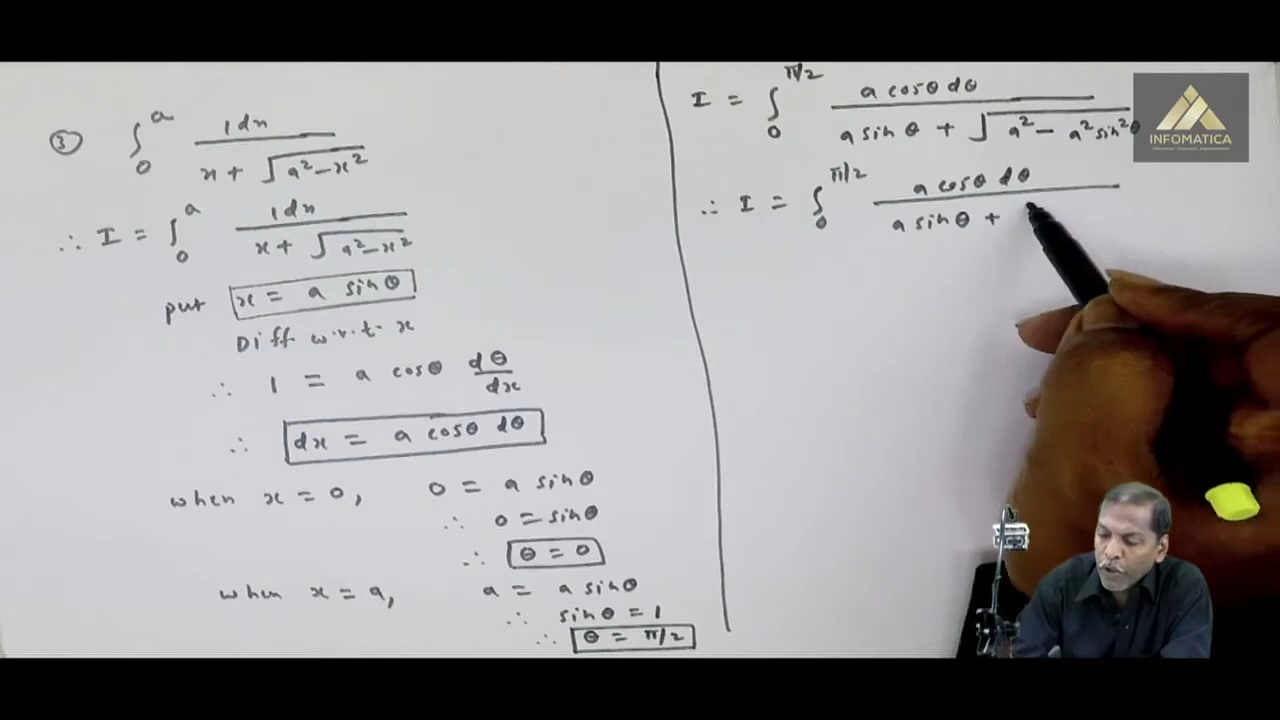 ③ ∫₀ᵃ 1dx / (x + √(a² − x²))
∴ I = ∫₀ᵃ 1dx / (x + √(a² − x²))
put x = a sinθ
Diff w.r.t. x
∴ 1 = a cosθ dθ/dx
∴ dx = a cosθ dθ
when x = 0, 0 = a sinθ
∴ 0 = sinθ
∴ θ = 0
when x = a, a = a sinθ
∴ sinθ = 1
∴ θ = π/2
I = ∫₀^(π/2) a cosθ dθ / (a sinθ + √(a² − a² sin²θ
∴ I = ∫₀^(π/2) a cosθ dθ / (a sinθ +
INFOMATICA